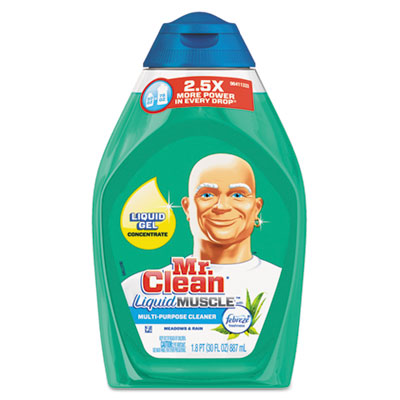 2.5X
MORE POWER
IN EVERY DROP*
LIQUID
GEL
CONCENTRATE
Mr.
Clean
Liquid MUSCLE
MULTI-PURPOSE CLEANER
febreze
MEADOWS & RAIN
1.8 PT (30 FL OZ) 887 mL